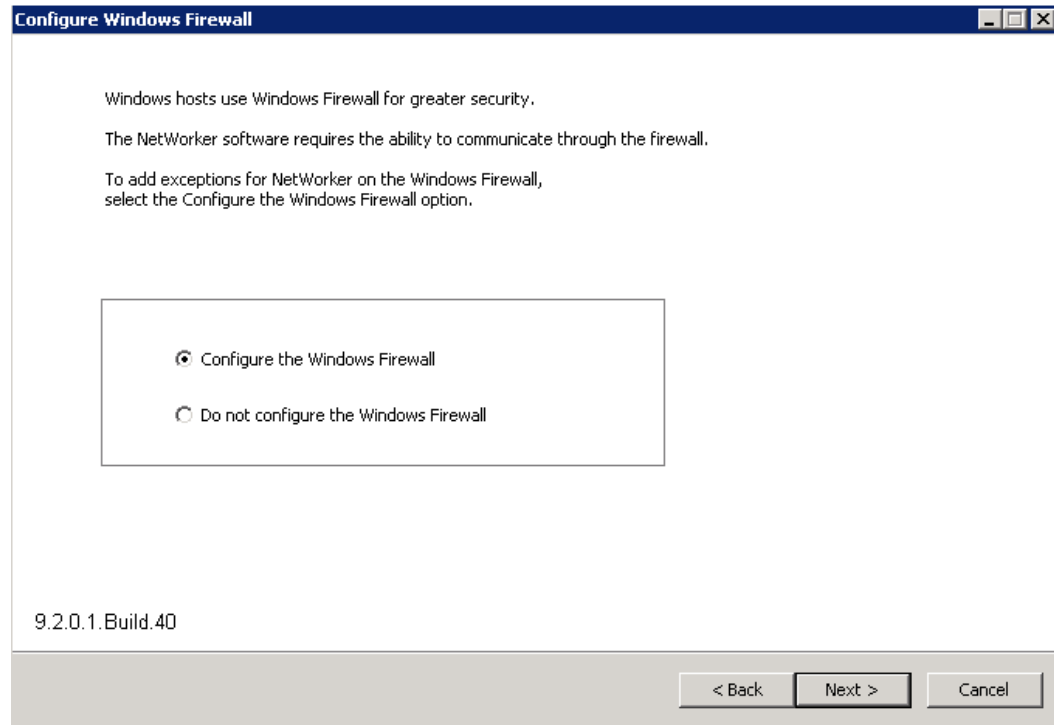 Configure Windows Firewall
Windows hosts use Windows Firewall for greater security.
The NetWorker software requires the ability to communicate through the firewall.
To add exceptions for NetWorker on the Windows Firewall,
select the Configure the Windows Firewall option.
Configure the Windows Firewall
Do not configure the Windows Firewall
9.2.0.1.Build.40
< Back
Next >
Cancel